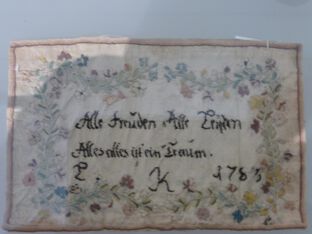 Alle Freuden Alle Leiden
Alles alles ist ein Traum.
L. K 1783